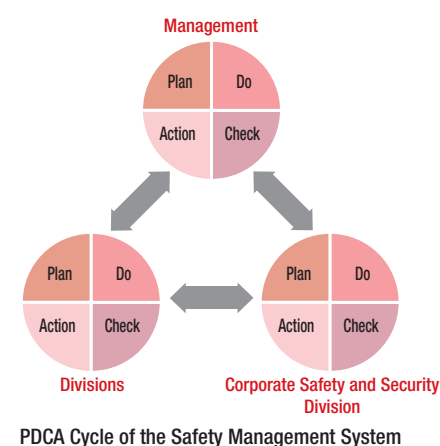 Management
Plan Do
Action Check
Plan Do
Action Check
Divisions
Plan Do
Action Check
Corporate Safety and Security
Division
PDCA Cycle of the Safety Management System